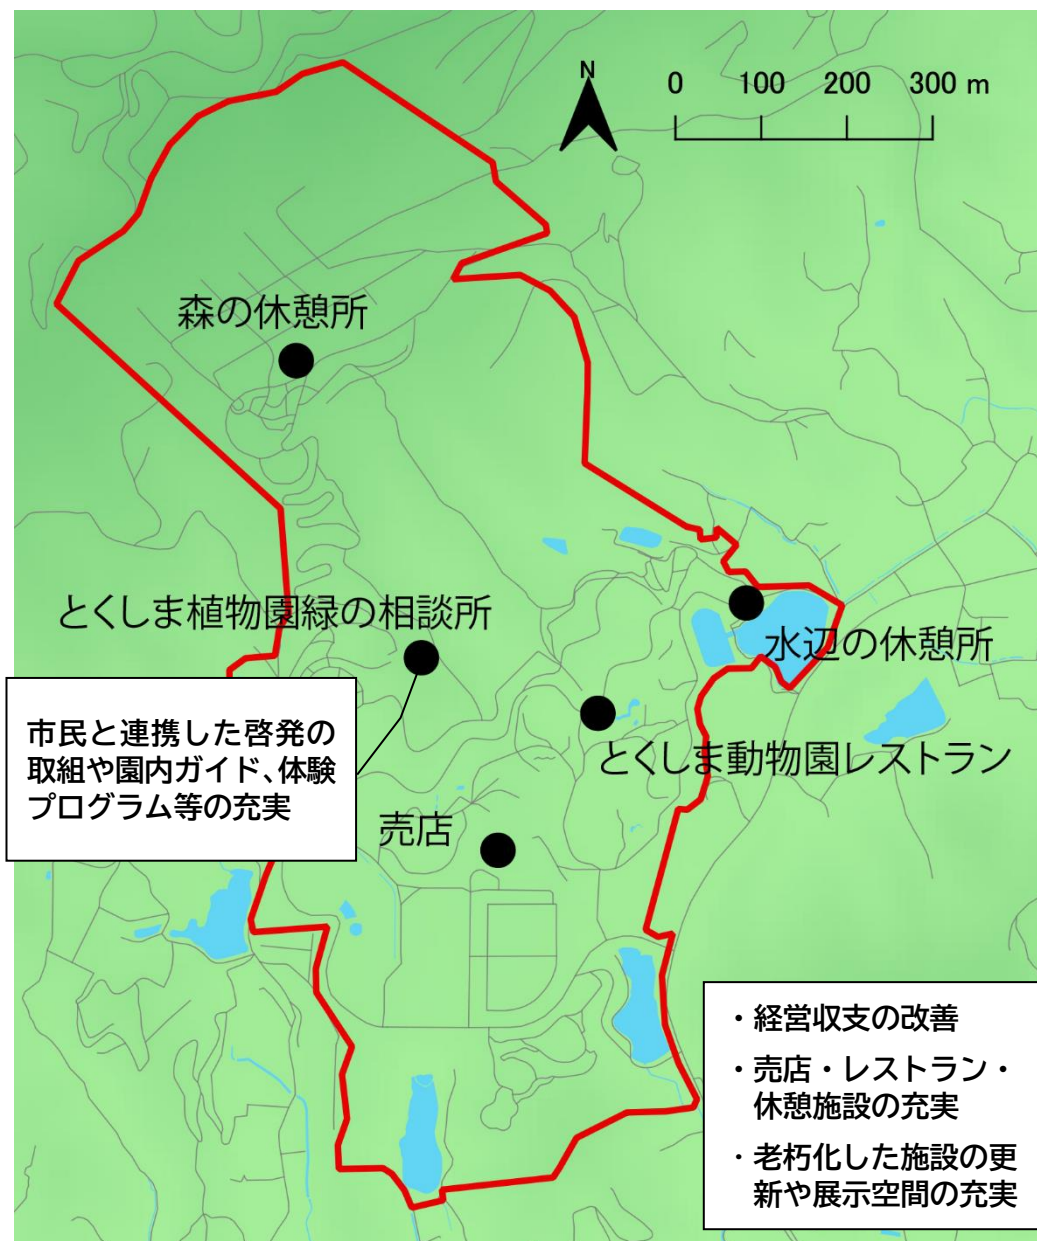 N
0 100 200 300 m
森の休憩所
とくしま植物園緑の相談所
水辺の休憩所
市民と連携した啓発の
取組や園内ガイド、体験
プログラム等の充実
とくしま動物園レストラン
売店
・経営収支の改善
・売店・レストラン・
休憩施設の充実
・老朽化した施設の更
新や展示空間の充実